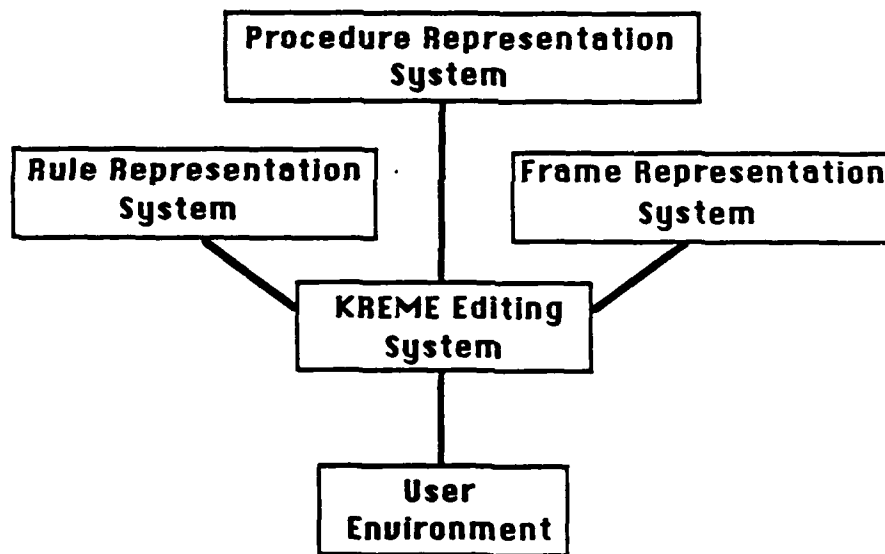 Procedure Representation
System
Rule Representation
System
Frame Representation
System
KREME Editing
System
User
Environment